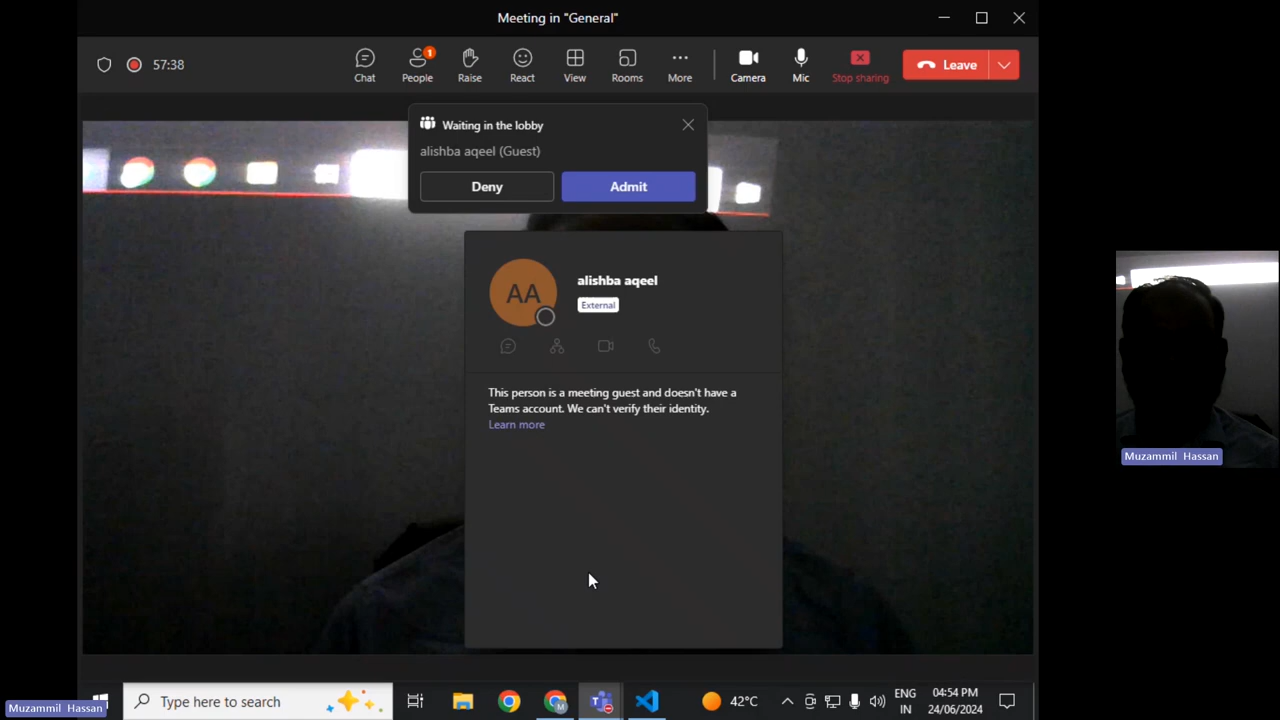 Meeting in "General"
57:38
Chat
People
1
Raise
React
View
Rooms
More
Camera
Mic
Stop sharing
Leave
Waiting in the lobby
alishba aqeel (Guest)
Deny
Admit
AA
alishba aqeel
External
This person is a meeting guest and doesn't have a
Teams account. We can't verify their identity.
Learn more
Muzammil Hassan
Muzammil Hassan
Type here to search
42°C
ENG
IN
04:54 PM
24/06/2024